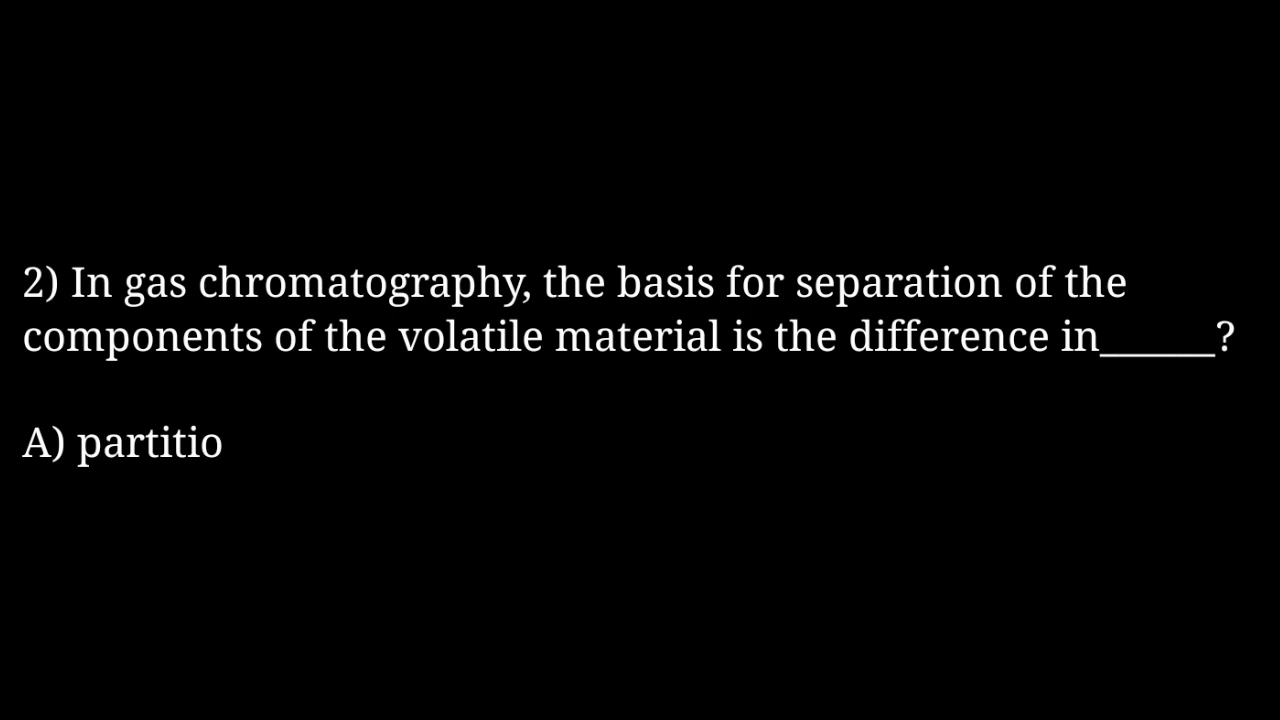 2) In gas chromatography, the basis for separation of the
components of the volatile material is the difference in______?
A) partitio